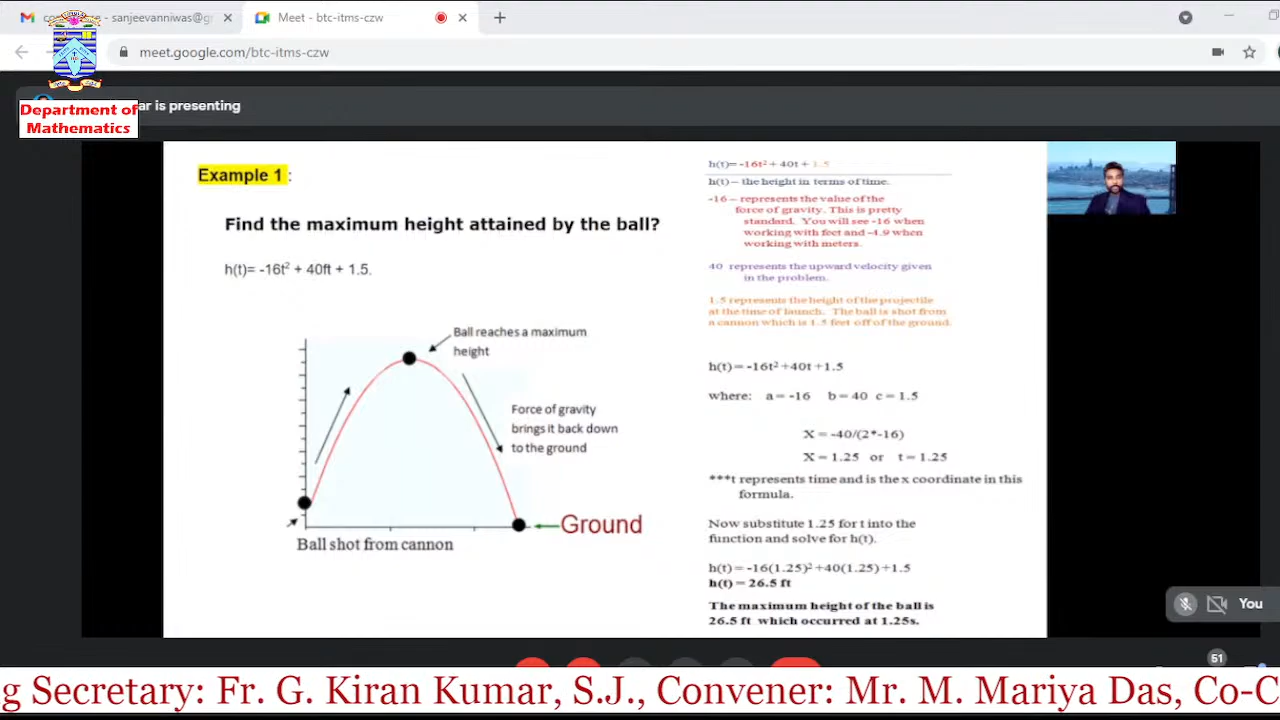 co - sanjeevanniwas@g
Meet - btc-itms-czw
meet.google.com/btc-itms-czw
Department of
Mathematics
ar is presenting
Example 1 :
Find the maximum height attained by the ball?
h(t)= -16t² + 40ft + 1.5.
Ball reaches a maximum
height
Force of gravity
brings it back down
to the ground
Ground
Ball shot from cannon
h(t)= -16t² + 40t + 1.5
h(t) – the height in terms of time.
-16 – represents the value of the
force of gravity. This is pretty
standard. You will see -16 when
working with feet and -4.9 when
working with meters.
40 represents the upward velocity given
in the problem.
1.5 represents the height of the projectile
at the time of launch. The ball is shot from
a cannon which is 1.5 feet off of the ground.
h(t) = -16t² +40t +1.5
where: a = -16 b = 40 c = 1.5
X = -40/(2*-16)
X = 1.25 or t = 1.25
***t represents time and is the x coordinate in this
formula.
Now substitute 1.25 for t into the
function and solve for h(t).
h(t) = -16(1.25)² +40(1.25) +1.5
h(t) = 26.5 ft
The maximum height of the ball is
26.5 ft which occurred at 1.25s.
You
51
g Secretary: Fr. G. Kiran Kumar, S.J., Convener: Mr. M. Mariya Das, Co-C